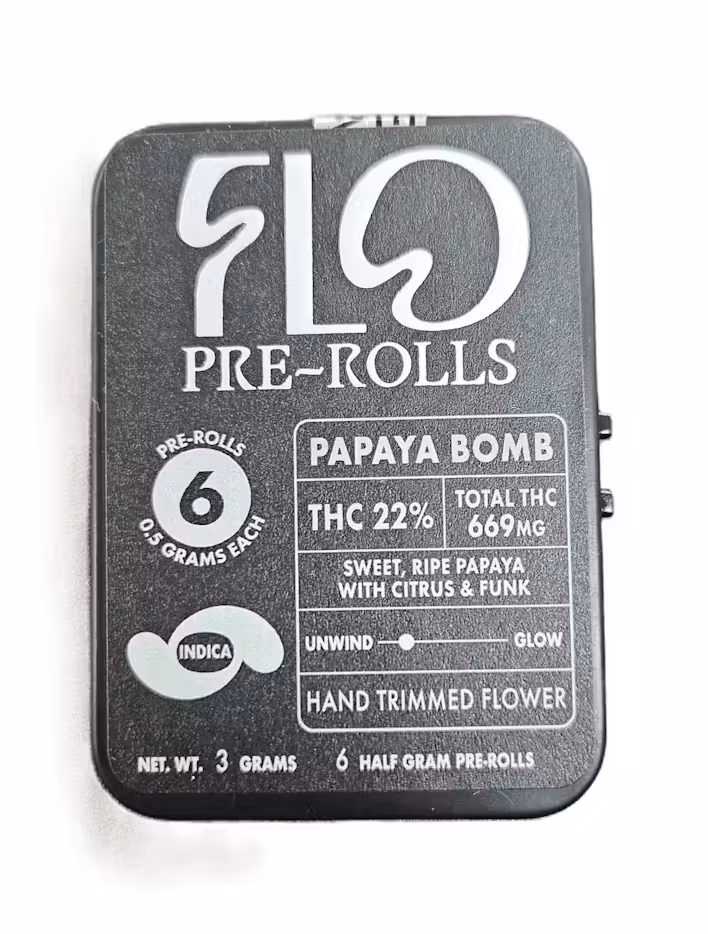 FLO
PRE-ROLLS
PRE-ROLLS
6
0.5 GRAMS EACH
INDICA
PAPAYA BOMB
THC 22%
TOTAL THC
669MG
SWEET, RIPE PAPAYA
WITH CITRUS & FUNK
UNWIND GLOW
HAND TRIMMED FLOWER
NET. WT. 3 GRAMS 6 HALF GRAM PRE-ROLLS